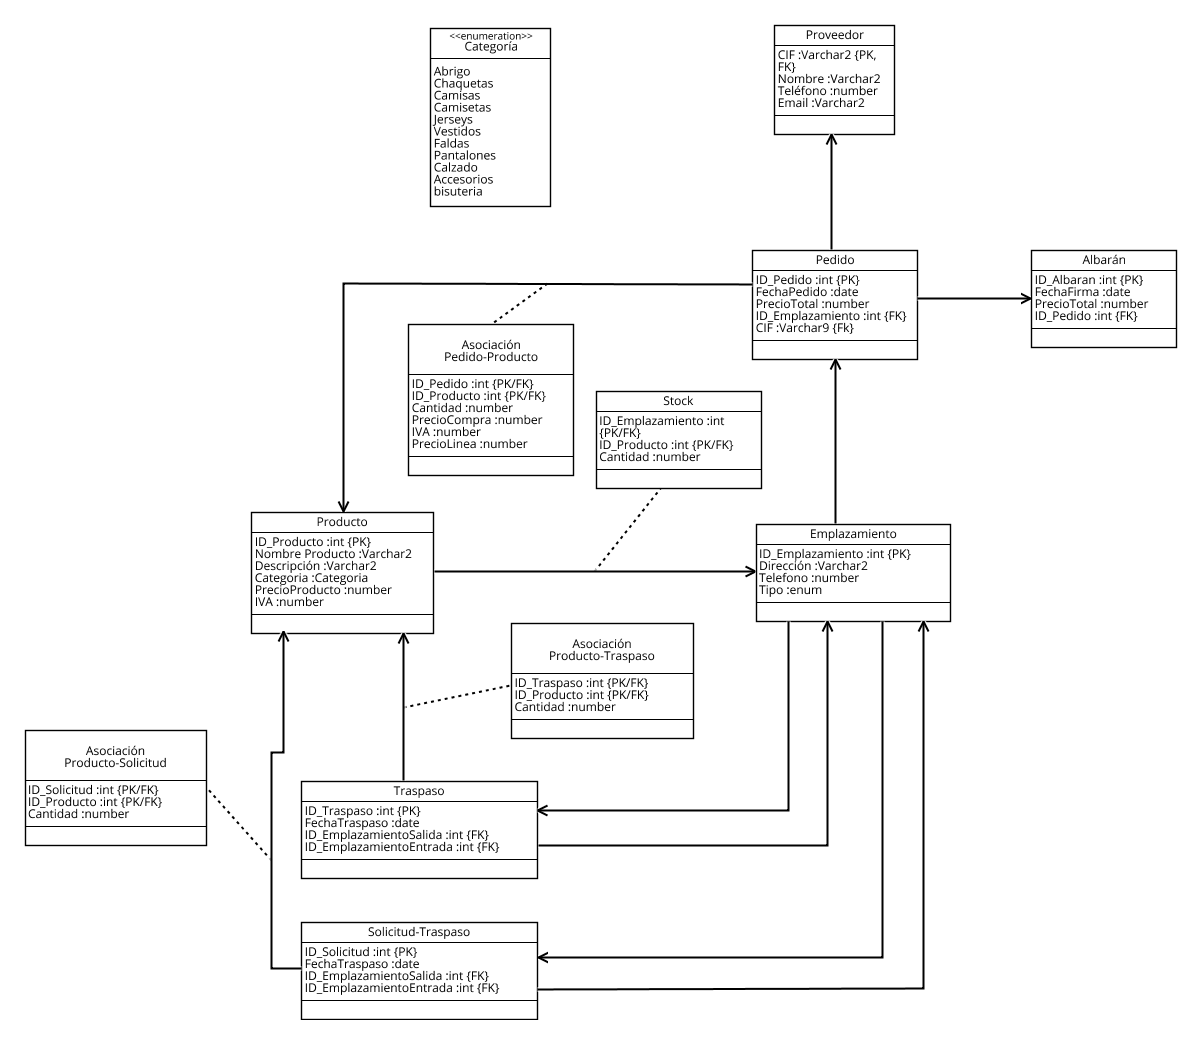 <<enumeration>>
Categoría
Abrigo
Chaquetas
Camisas
Camisetas
Jerseys
Vestidos
Faldas
Pantalones
Calzado
Accesorios
bisuteria
Proveedor
CIF :Varchar2 {PK,
FK}
Nombre :Varchar2
Teléfono :number
Email :Varchar2
Pedido
ID_Pedido :int {PK}
FechaPedido :date
PrecioTotal :number
ID_Emplazamiento :int {FK}
CIF :Varchar9 {Fk}
Albarán
ID_Albaran :int {PK}
FechaFirma :date
PrecioTotal :number
ID_Pedido :int {FK}
Asociación
Pedido-Producto
ID_Pedido :int {PK/FK}
ID_Producto :int {PK/FK}
Cantidad :number
PrecioCompra :number
IVA :number
PrecioLinea :number
Stock
ID_Emplazamiento :int
{PK/FK}
ID_Producto :int {PK/FK}
Cantidad :number
Producto
ID_Producto :int {PK}
Nombre Producto :Varchar2
Descripción :Varchar2
Categoria :Categoria
PrecioProducto :number
IVA :number
Emplazamiento
ID_Emplazamiento :int {PK}
Dirección :Varchar2
Telefono :number
Tipo :enum
Asociación
Producto-Traspaso
ID_Traspaso :int {PK/FK}
ID_Producto :int {PK/FK}
Cantidad :number
Asociación
Producto-Solicitud
ID_Solicitud :int {PK/FK}
ID_Producto :int {PK/FK}
Cantidad :number
Traspaso
ID_Traspaso :int {PK}
FechaTraspaso :date
ID_EmplazamientoSalida :int {FK}
ID_EmplazamientoEntrada :int {FK}
Solicitud-Traspaso
ID_Solicitud :int {PK}
FechaTraspaso :date
ID_EmplazamientoSalida :int {FK}
ID_EmplazamientoEntrada :int {FK}